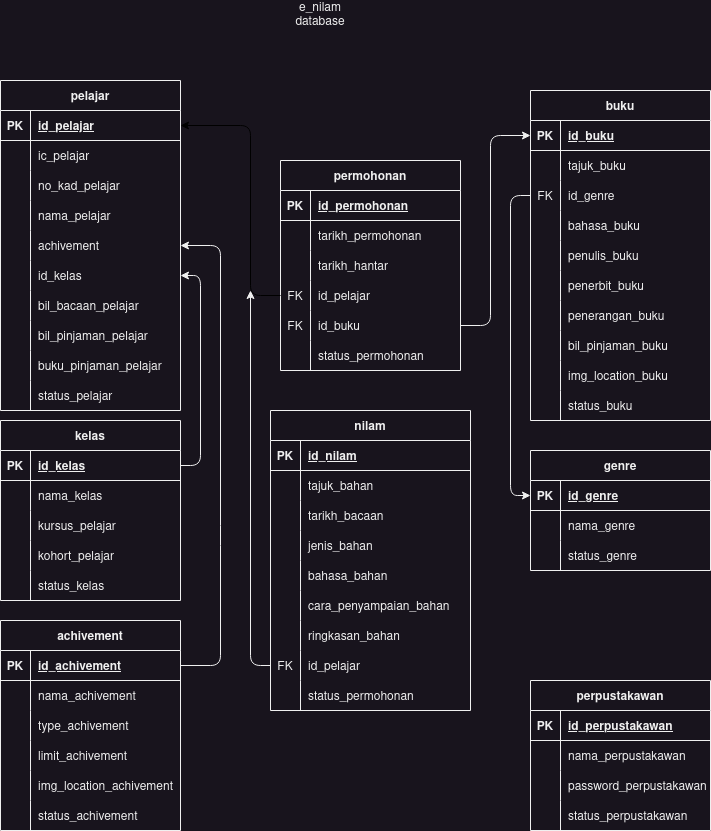 e_nilam
database
pelajar
PK id_pelajar
ic_pelajar
no_kad_pelajar
nama_pelajar
achivement
id_kelas
bil_bacaan_pelajar
bil_pinjaman_pelajar
buku_pinjaman_pelajar
status_pelajar
kelas
PK id_kelas
nama_kelas
kursus_pelajar
kohort_pelajar
status_kelas
achivement
PK id_achivement
nama_achivement
type_achivement
limit_achivement
img_location_achivement
status_achivement
permohonan
PK id_permohonan
tarikh_permohonan
tarikh_hantar
FK id_pelajar
FK id_buku
status_permohonan
nilam
PK id_nilam
tajuk_bahan
tarikh_bacaan
jenis_bahan
bahasa_bahan
cara_penyampaian_bahan
ringkasan_bahan
FK id_pelajar
status_permohonan
buku
PK id_buku
tajuk_buku
FK id_genre
bahasa_buku
penulis_buku
penerbit_buku
penerangan_buku
bil_pinjaman_buku
img_location_buku
status_buku
genre
PK id_genre
nama_genre
status_genre
perpustakawan
PK id_perpustakawan
nama_perpustakawan
password_perpustakawan
status_perpustakawan